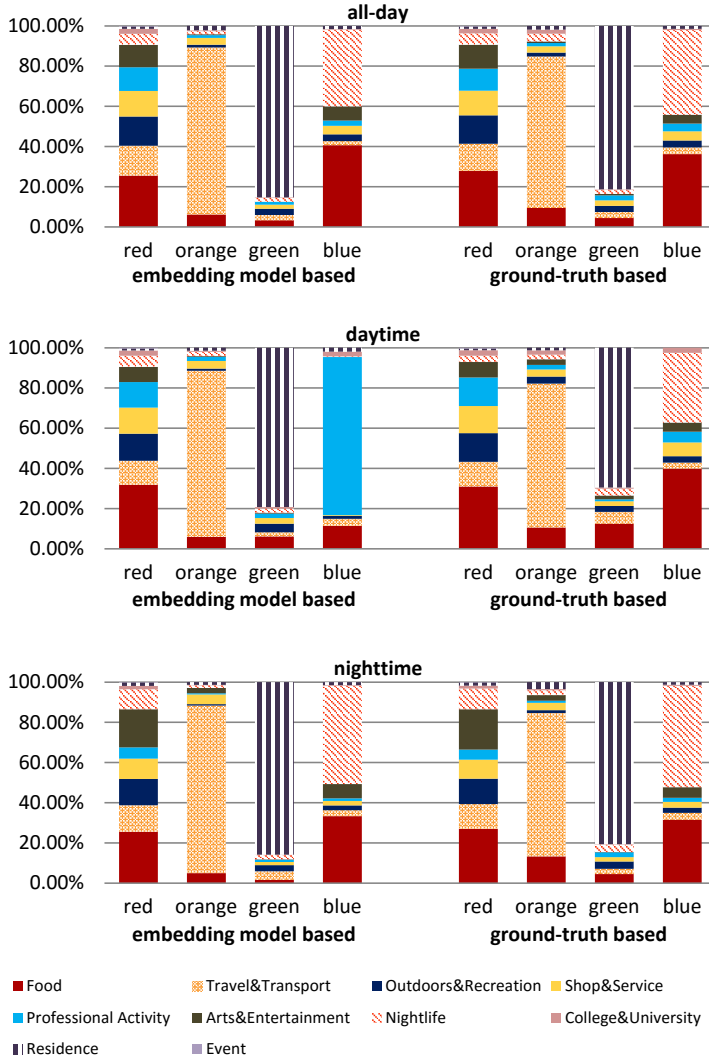 all-day
100.00%
80.00%
60.00%
40.00%
20.00%
0.00%
red orange green blue red orange green blue
embedding model based ground-truth based
daytime
100.00%
80.00%
60.00%
40.00%
20.00%
0.00%
red orange green blue red orange green blue
embedding model based ground-truth based
nighttime
100.00%
80.00%
60.00%
40.00%
20.00%
0.00%
red orange green blue red orange green blue
embedding model based ground-truth based
Food Travel&Transport Outdoors&Recreation Shop&Service
Professional Activity Arts&Entertainment Nightlife College&University
Residence Event